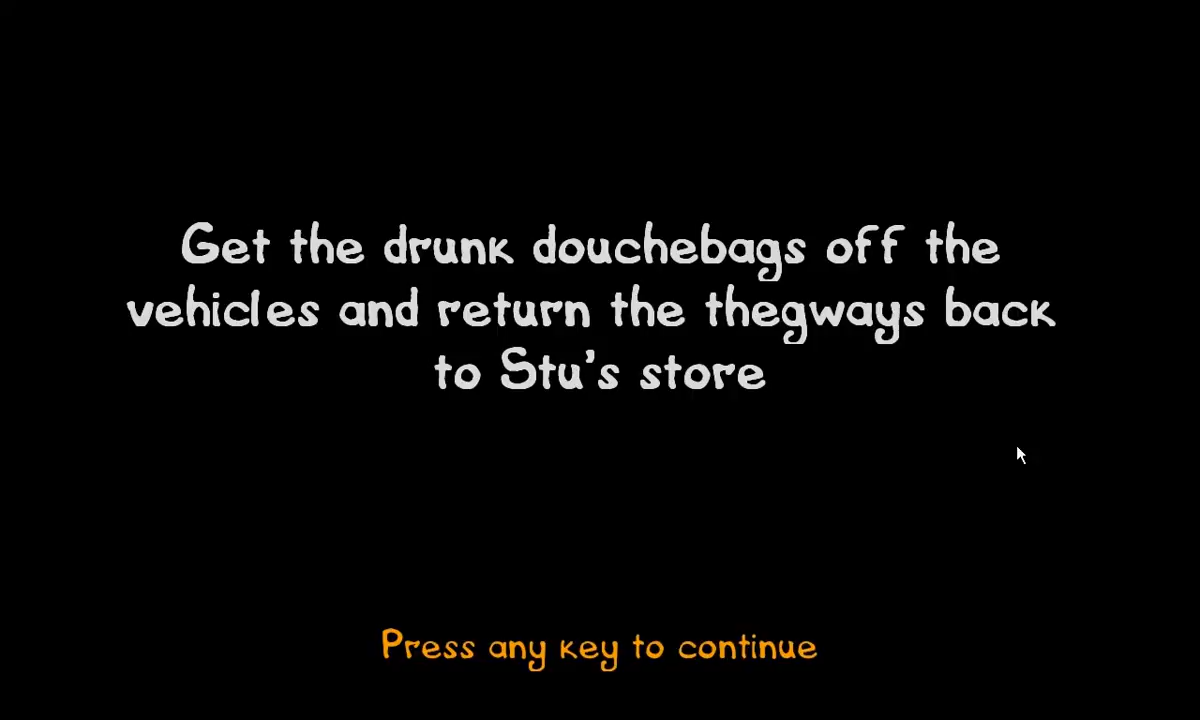 Get the drunk douchebags off the
vehicles and return the thegways back
to Stu's store
Press any key to continue